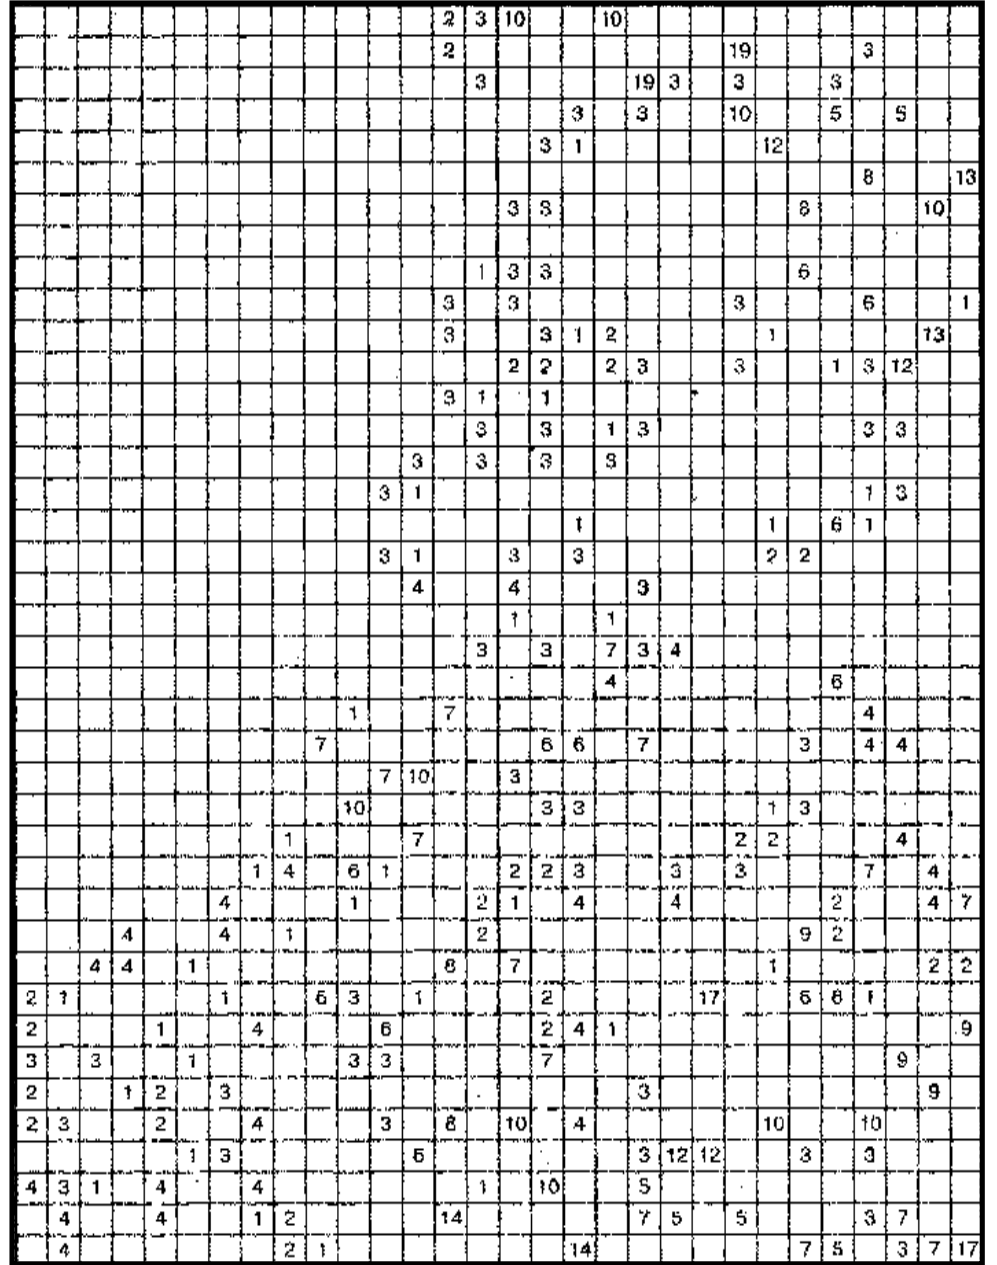 2 3 10 10
2 19 3
3 19 3 3 3
3 3 10 5 5
3 1 12
8 13
3 3 8 10
1 3 3 6
3 3 3 6 1
3 3 1 2 1 13
2 2 2 3 3 1 3 12
3 1 1
3 3 1 3 3 3
3 3 3 3
3 1 1 3
1 1 6 1
3 1 3 3 2 2
4 4 3
1 1
3 3 7 3 4
4 6
1 7 4
7 6 6 7 3 4 4
7 10 3
10 3 3 1 3
1 7 2 2 4
1 4 6 1 2 2 3 3 3 7 4
4 1 2 1 4 4 2 4 7
4 4 1 2 9 2
4 4 1 7 1 2 2
2 1 1 3 1 2 17
2 1 4 6 2 4 1 9
3 3 1 3 3 7 9
2 1 2 3 3 9
2 3 2 4 3 8 10 4 10 10
1 3 3 12 12 3 3
4 3 1 4 4 1 10 5
4 4 1 2 14 7 5 5 3 7
4 2 1 14 7 5 3 7 17